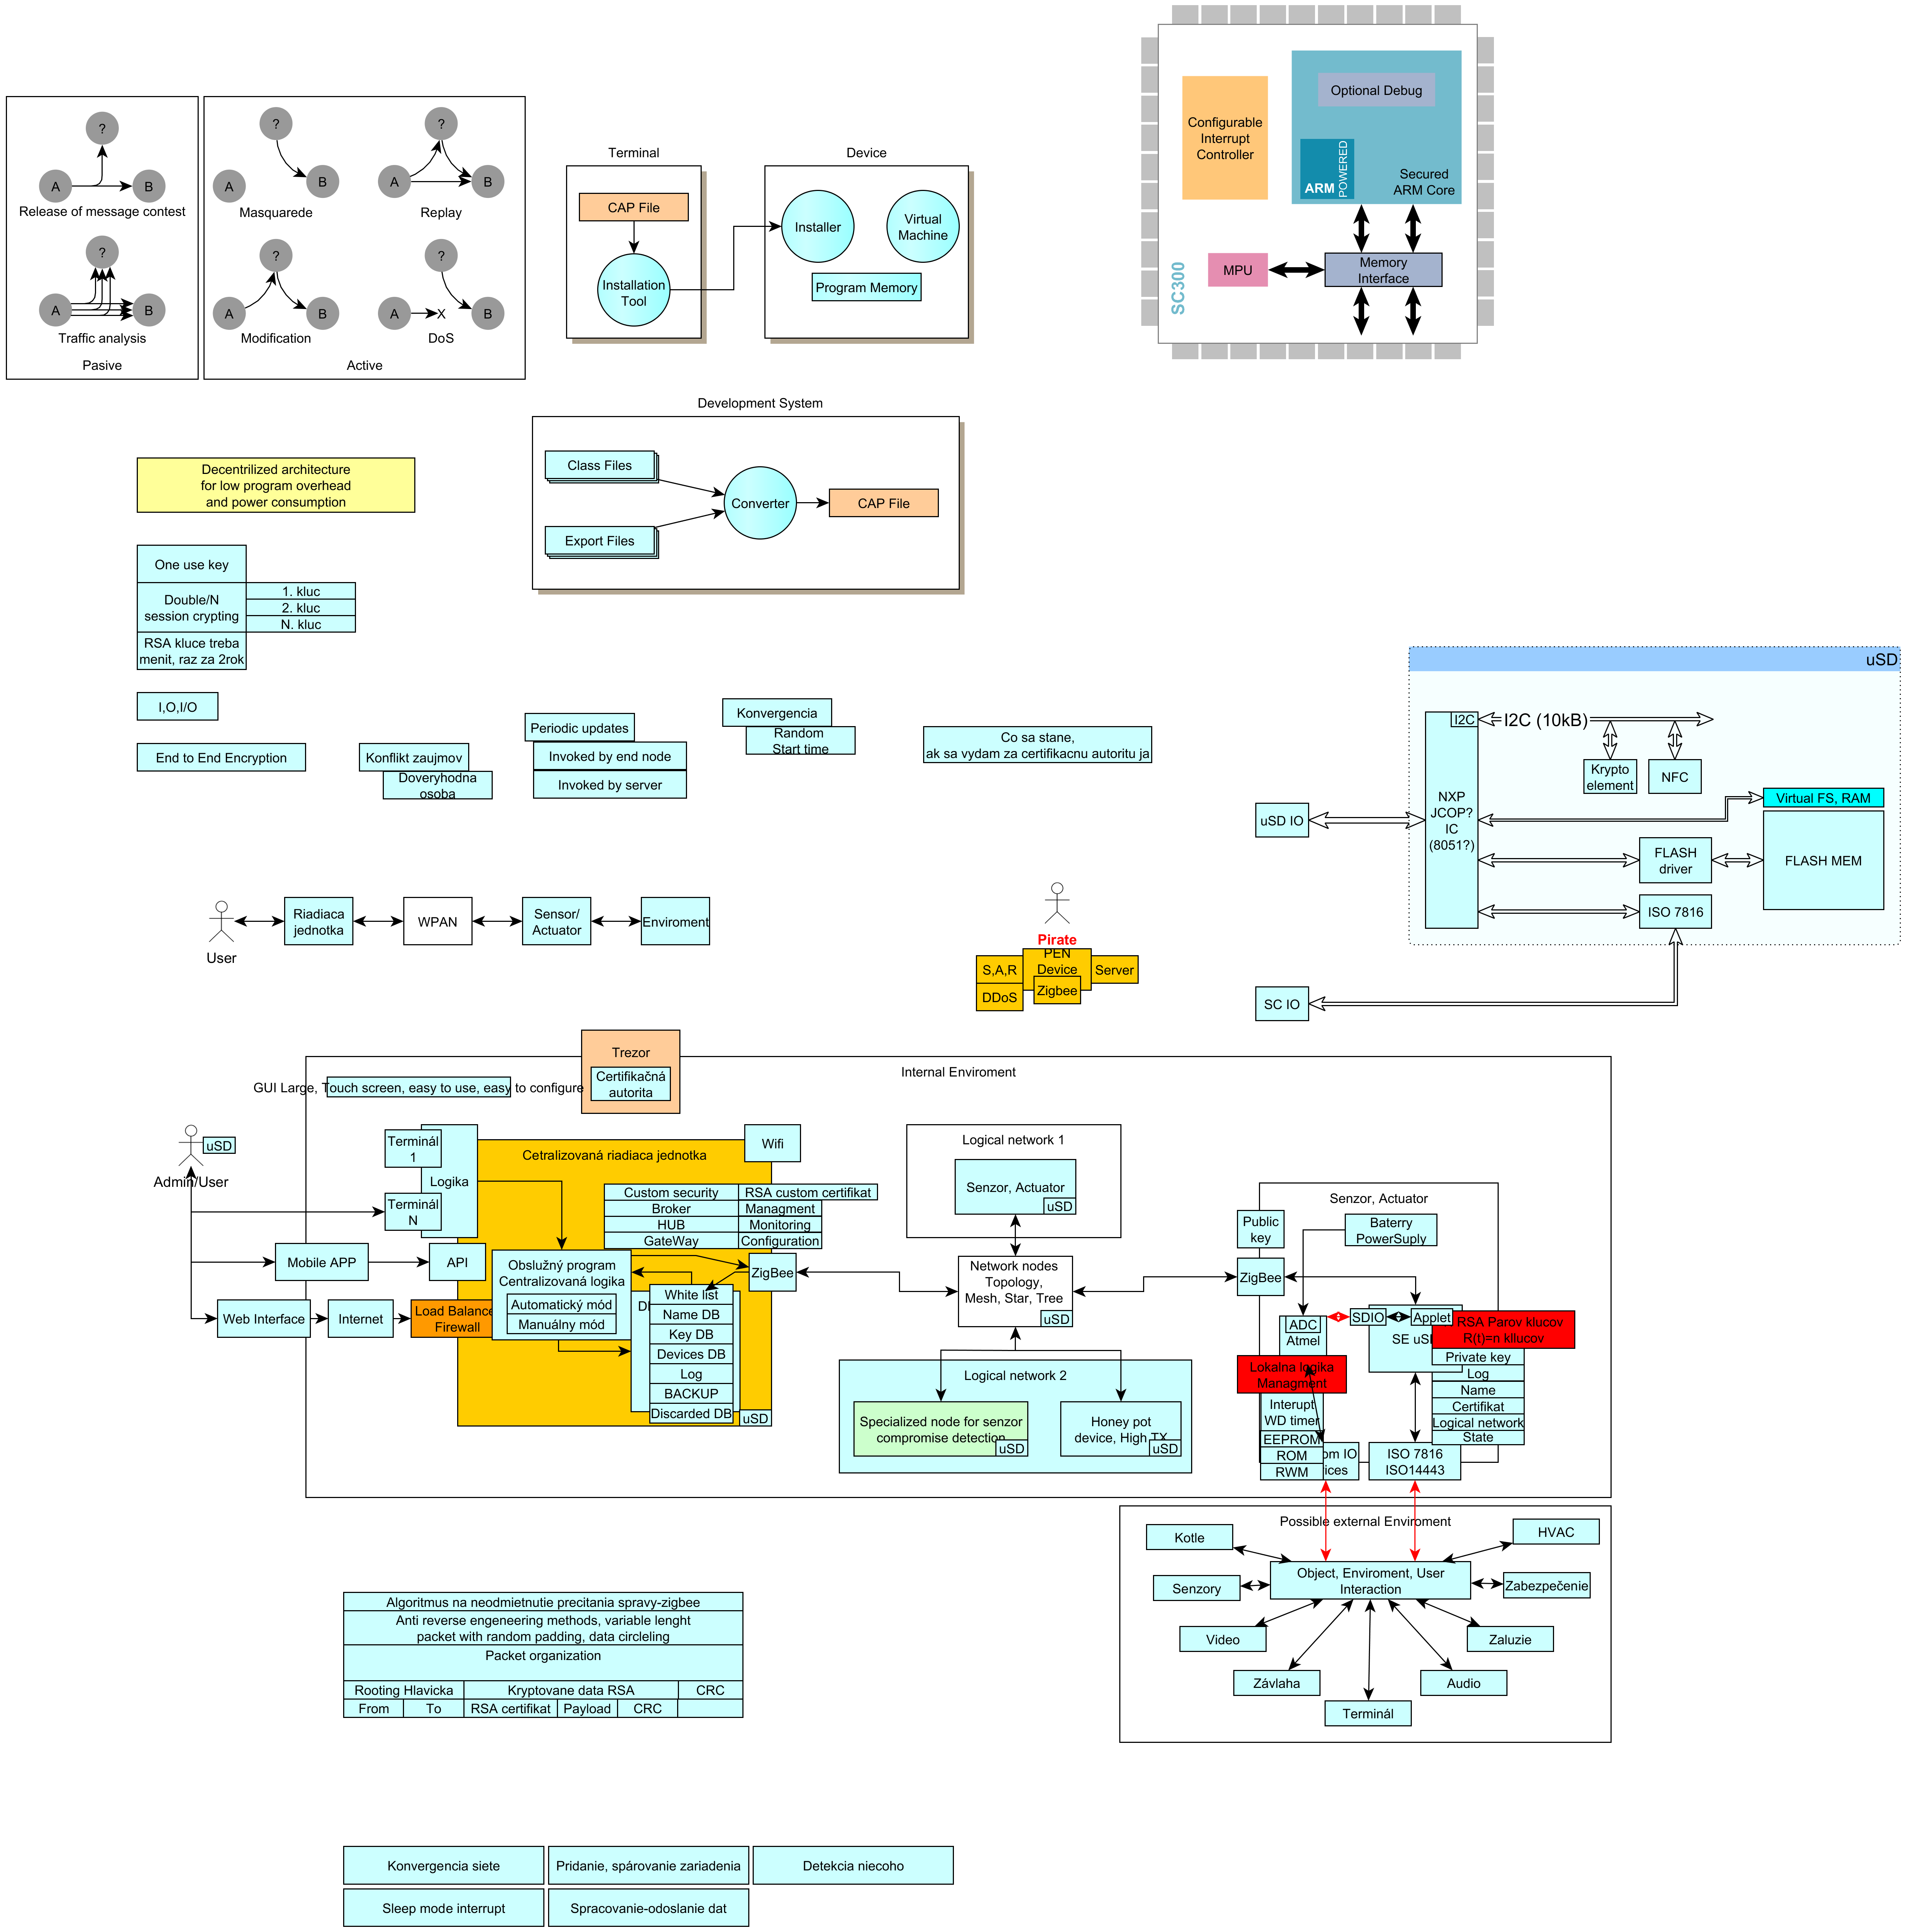 Configurable
Interrupt
Controller
Optional Debug
ARM
POWERED
Secured
ARM Core
MPU
Memory
Interface
SC300
?
A
B
Release of message contest
?
A
B
Traffic analysis
Pasive
?
A
B
Masquarede
?
A
B
Replay
?
A
B
Modification
?
A
X
B
DoS
Active
Terminal
CAP File
Installation
Tool
Device
Installer
Virtual
Machine
Program Memory
Development System
Class Files
Export Files
Converter
CAP File
Decentrilized architecture
for low program overhead
and power consumption
One use key
Double/N
session crypting
1. kluc
2. kluc
N. kluc
RSA kluce treba
menit, raz za 2rok
I,O,I/O
End to End Encryption
Konflikt zaujmov
Doveryhodna
osoba
Periodic updates
Invoked by end node
Invoked by server
Konvergencia
Random
Start time
Co sa stane,
ak sa vydam za certifikacnu autoritu ja
uSD
I2C
I2C (10kB)
Krypto
element
NFC
NXP
JCOP?
IC
(8051?)
Virtual FS, RAM
FLASH
driver
FLASH MEM
ISO 7816
uSD IO
SC IO
User
Riadiaca
jednotka
WPAN
Sensor/
Actuator
Enviroment
Pirate
S,A,R
PEN
Device
Server
DDoS
Zigbee
Trezor
Certifikačná
autorita
Internal Enviroment
GUI Large, Touch screen, easy to use, easy to configure
uSD
Admin/User
Terminál
1
Logika
Terminál
N
Cetralizovaná riadiaca jednotka
Wifi
Custom security
RSA custom certifikat
Broker
Managment
HUB
Monitoring
GateWay
Configuration
Mobile APP
API
Web Interface
Internet
Load Balance
Firewall
Obslužný program
Centralizovaná logika
Automatický mód
Manuálny mód
ZigBee
White list
Name DB
Key DB
Devices DB
Log
BACKUP
Discarded DB
uSD
Logical network 1
Senzor, Actuator
uSD
Network nodes
Topology,
Mesh, Star, Tree
uSD
Logical network 2
Specialized node for senzor
compromise detection
uSD
Honey pot
device, High TX
uSD
Senzor, Actuator
Public
key
ZigBee
Baterry
PowerSuply
ADC
Atmel
SDIO
Applet
SE uSD
RSA Parov klucov
R(t)=n kllucov
Lokalna logika
Managment
Private key
Log
Name
Certifikat
Logical network
State
Interupt
WD timer
EEPROM
ROM
RWM
ISO 7816
ISO14443
Possible external Enviroment
Kotle
HVAC
Object, Enviroment, User
Interaction
Senzory
Zabezpečenie
Video
Zaluzie
Závlaha
Audio
Terminál
Algoritmus na neodmietnutie precitania spravy-zigbee
Anti reverse engeneering methods, variable lenght
packet with random padding, data circleling
Packet organization
Rooting Hlavicka
Kryptovane data RSA
CRC
From
To
RSA certifikat
Payload
CRC
Konvergencia siete
Pridanie, spárovanie zariadenia
Detekcia niecoho
Sleep mode interrupt
Spracovanie-odoslanie dat